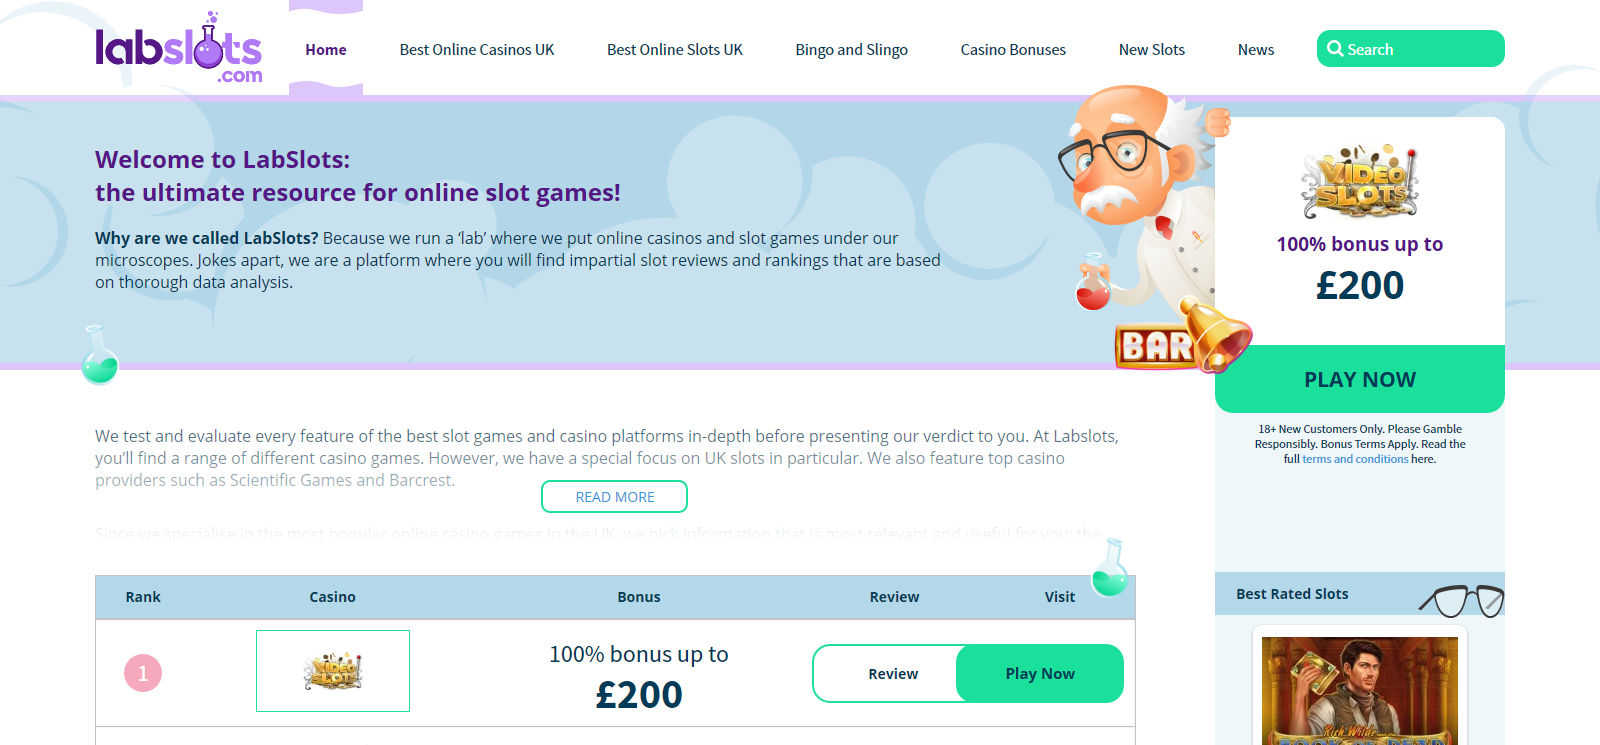 labslots
.com
Home
Best Online Casinos UK
Best Online Slots UK
Bingo and Slingo
Casino Bonuses
New Slots
News
Search
Welcome to LabSlots:
the ultimate resource for online slot games!
Why are we called LabSlots? Because we run a ‘lab’ where we put online casinos and slot games under our
microscopes. Jokes apart, we are a platform where you will find impartial slot reviews and rankings that are based
on thorough data analysis.
BAR
VIDEO
SLOTS
100% bonus up to
£200
PLAY NOW
18+ New Customers Only. Please Gamble
Responsibly. Bonus Terms Apply. Read the
full terms and conditions here.
We test and evaluate every feature of the best slot games and casino platforms in-depth before presenting our verdict to you. At Labslots,
you’ll find a range of different casino games. However, we have a special focus on UK slots in particular. We also feature top casino
providers such as Scientific Games and Barcrest.
READ MORE
Since we specialise in the most popular online casino games in the UK, we pick information that is most relevant and useful for you: the
Rank
Casino
Bonus
Review
Visit
1
VIDEO
SLOTS
100% bonus up to
£200
Review
Play Now
Best Rated Slots
Rich Wilde
BOOK OF DEAD